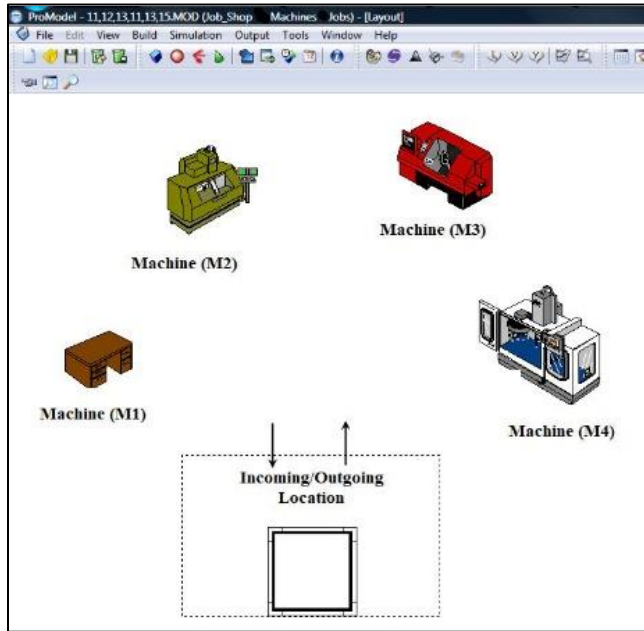 ProModel - 11,12,13,11,13,15.MOD (Job_Shop Machines Jobs) - [Layout]
File Edit View Build Simulation Output Tools Window Help
Machine (M3)
Machine (M2)
Machine (M1)
Machine (M4)
Incoming/Outgoing
Location